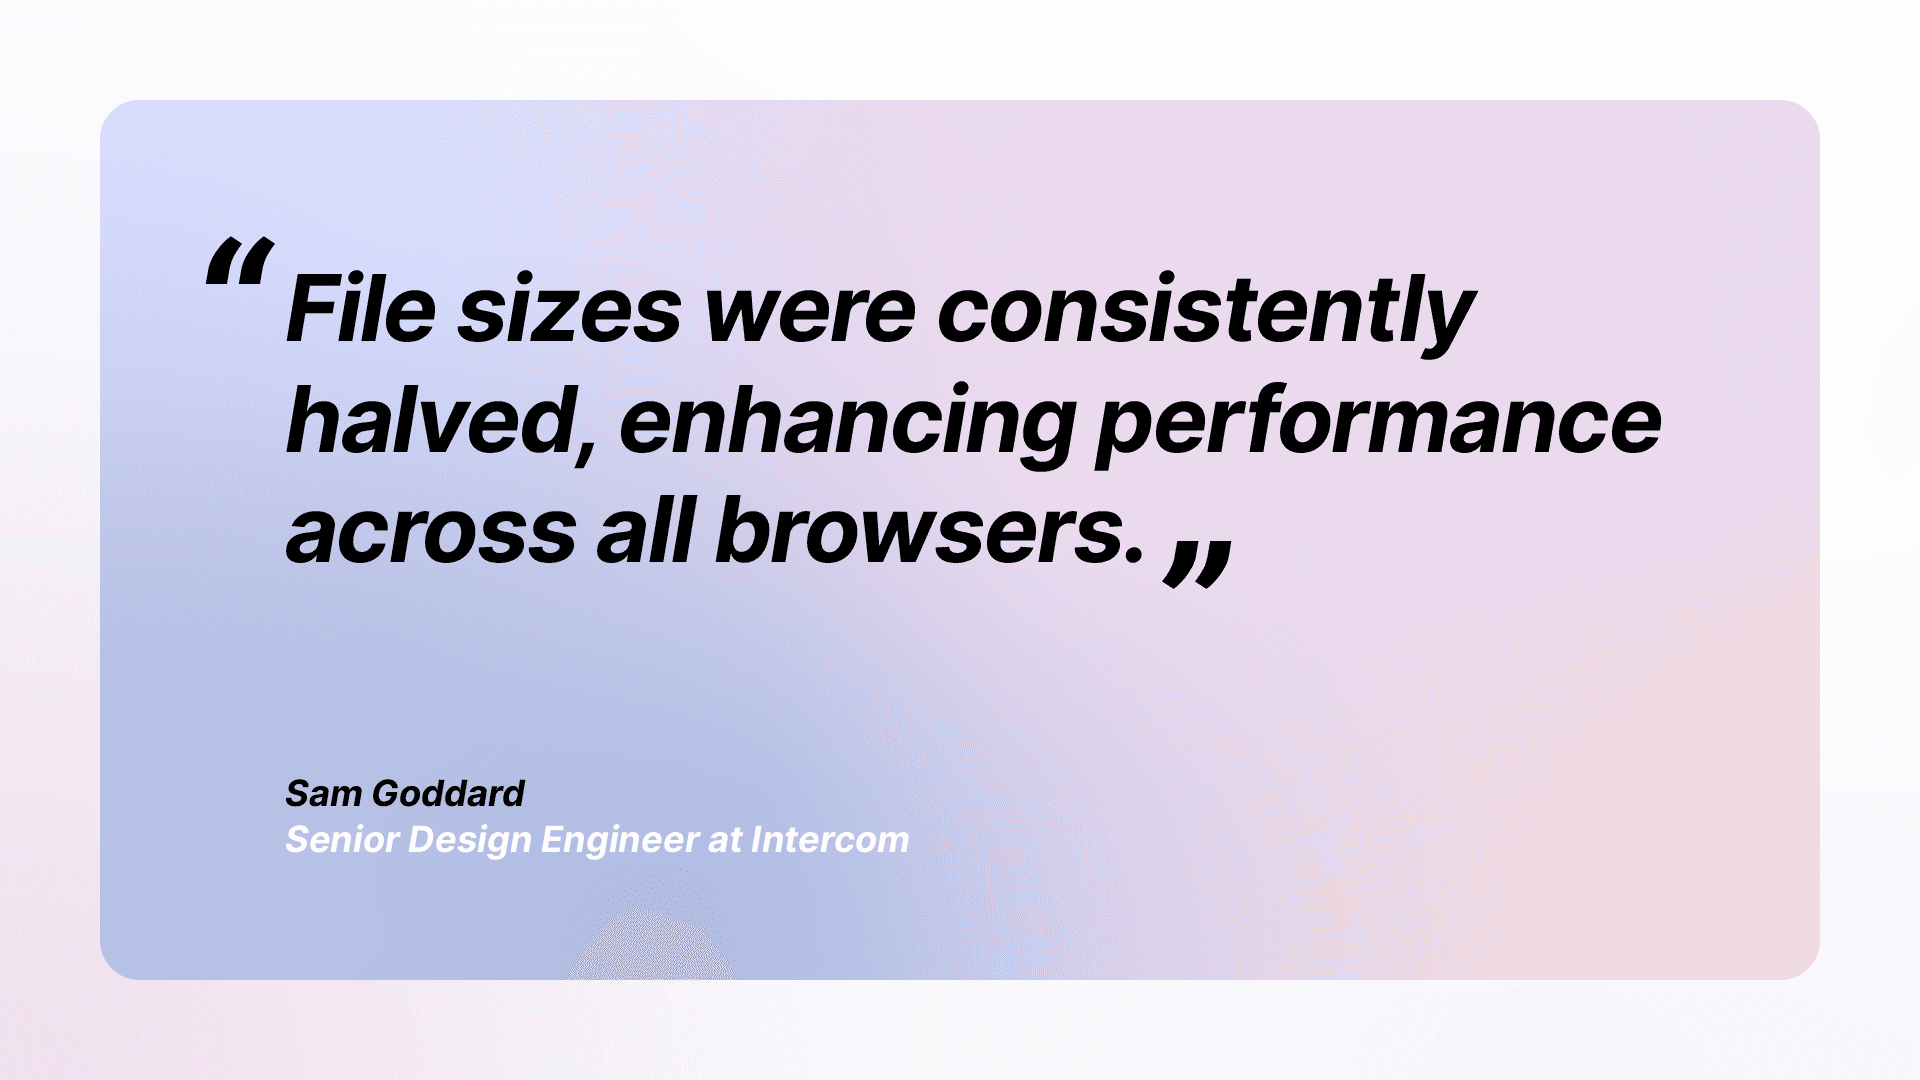 “File sizes were consistently
halved, enhancing performance
across all browsers.”
Sam Goddard
Senior Design Engineer at Intercom